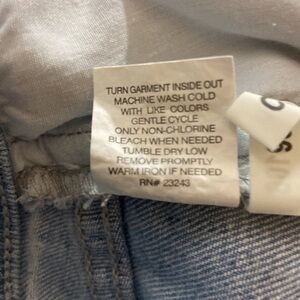 TURN GARMENT INSIDE OUT
MACHINE WASH COLD
WITH LIKE COLORS
GENTLE CYCLE
ONLY NON-CHLORINE
BLEACH WHEN NEEDED
TUMBLE DRY LOW
REMOVE PROMPTLY
WARM IRON IF NEEDED
RN# 23243